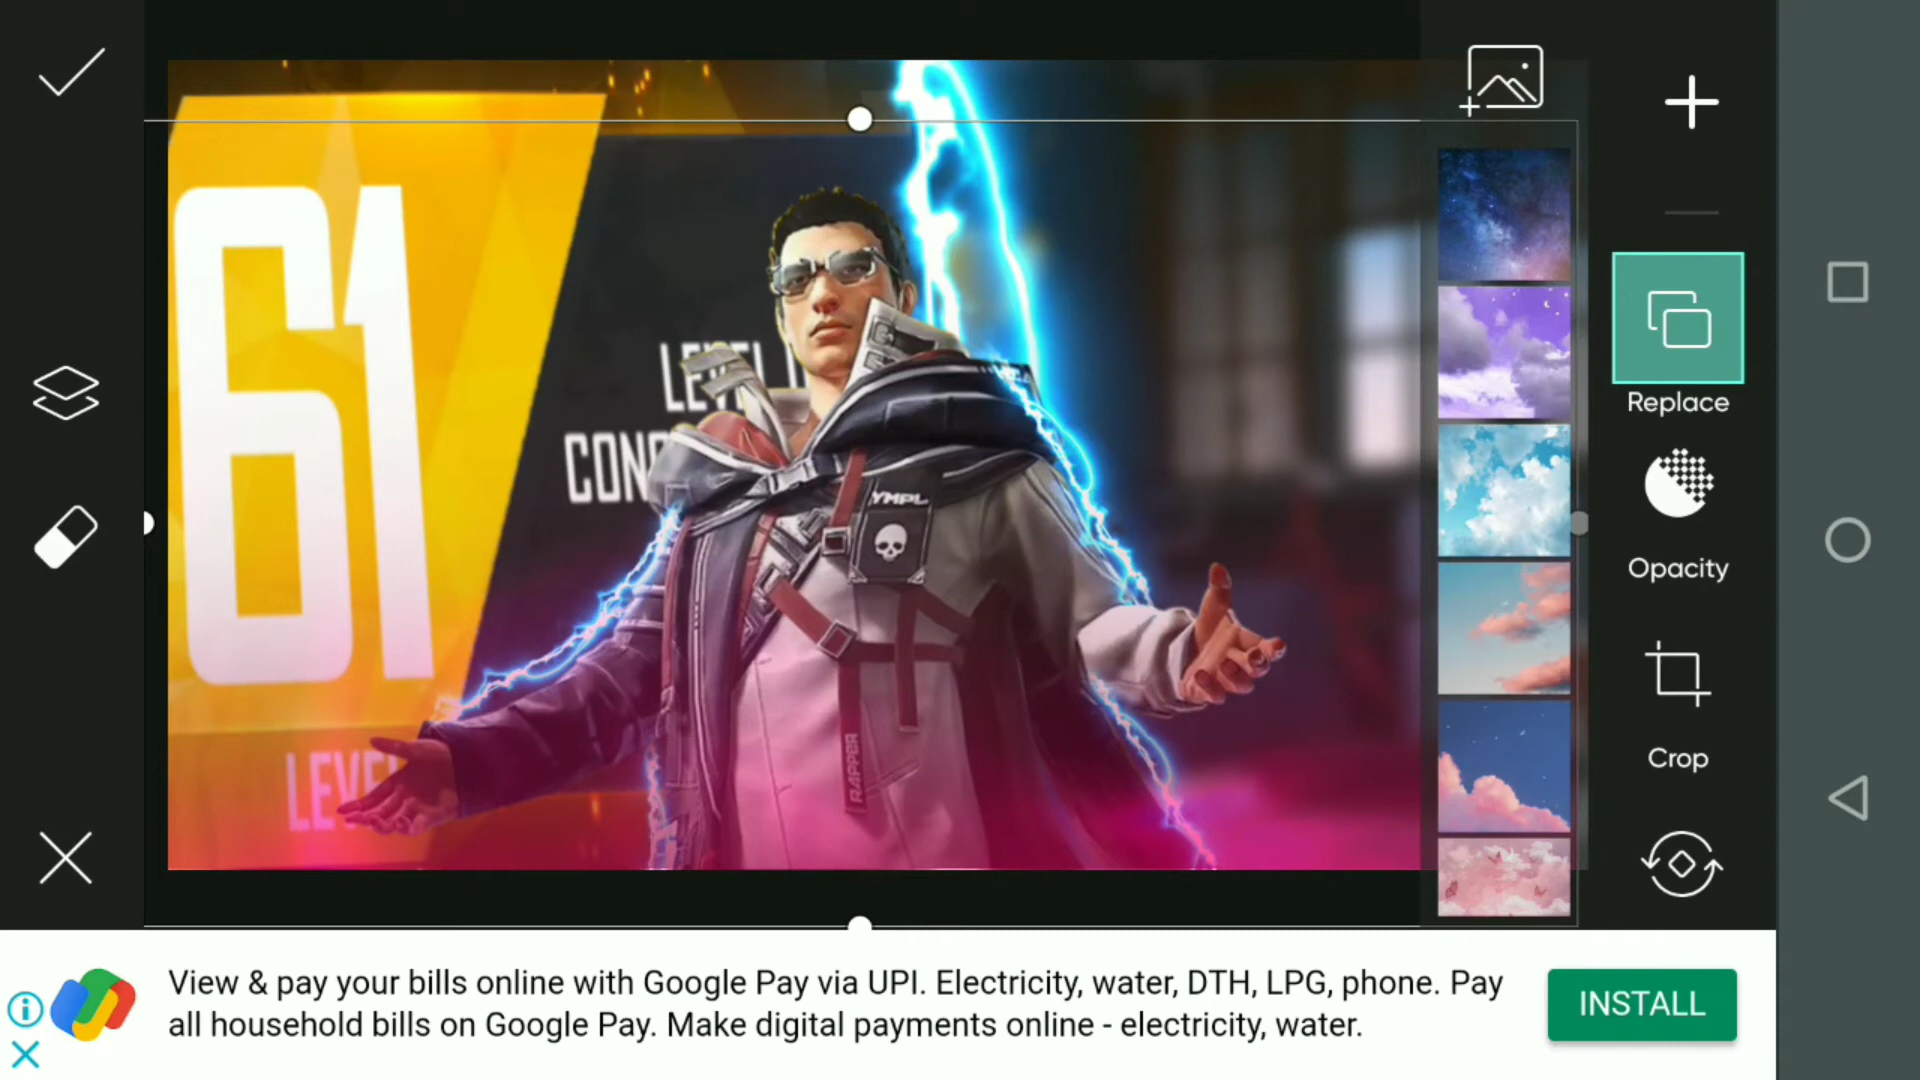 61
LEVEL
CON
YMPL
RAPPER
LEVEL
Replace
Opacity
Crop
View & pay your bills online with Google Pay via UPI. Electricity, water, DTH, LPG, phone. Pay
all household bills on Google Pay. Make digital payments online - electricity, water.
INSTALL